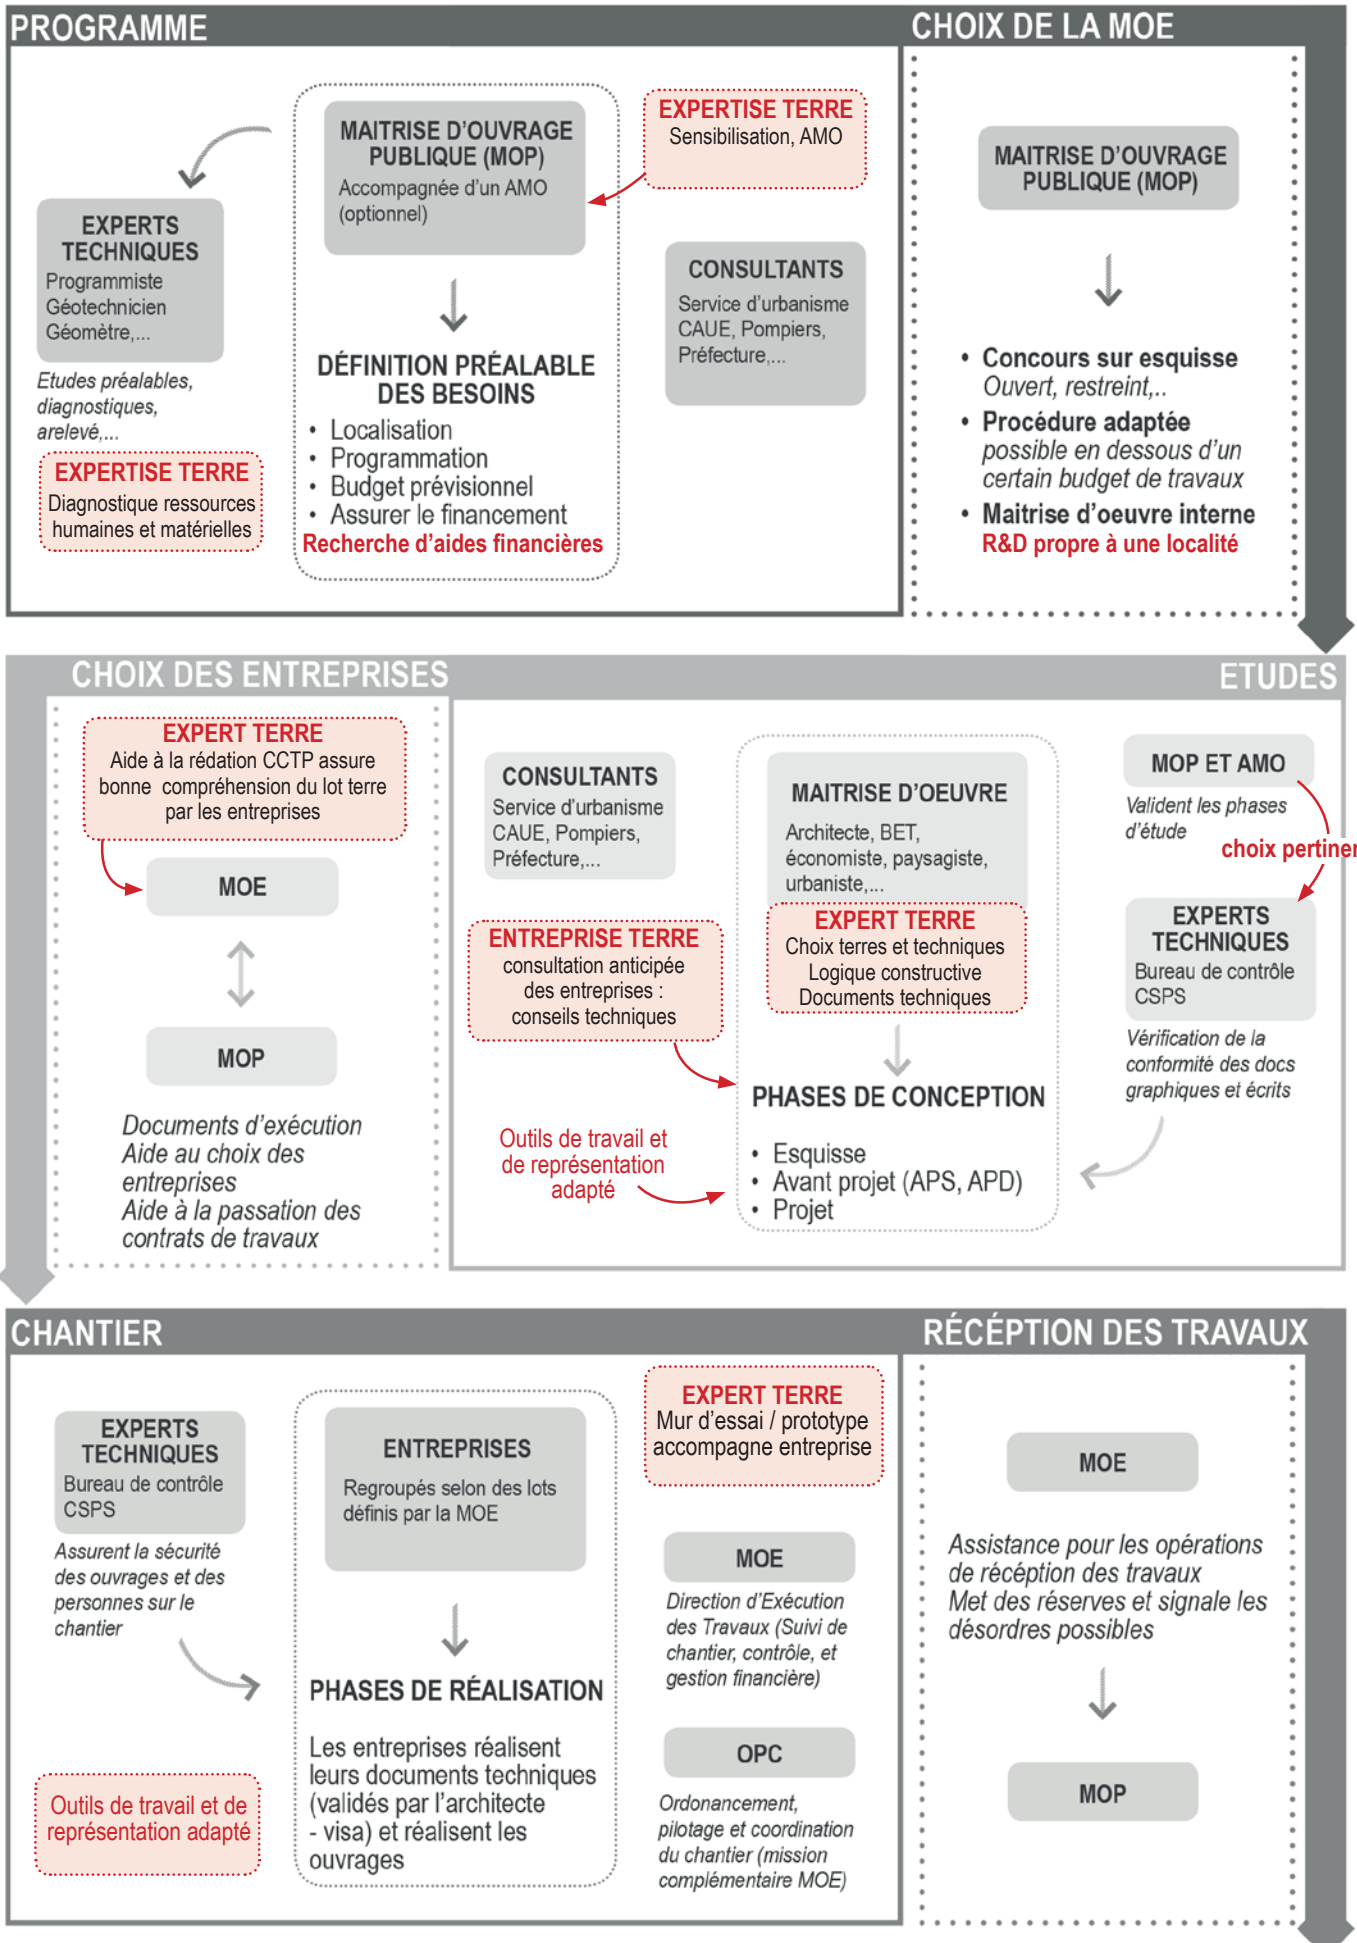 PROGRAMME
EXPERTS
TECHNIQUES
Programmiste
Géotechnicien
Géomètre,...
Etudes préalables,
diagnostiques,
arelevé,...
EXPERTISE TERRE
Diagnostique ressources
humaines et matérielles
MAITRISE D'OUVRAGE
PUBLIQUE (MOP)
Accompagnée d'un AMO
(optionnel)
DÉFINITION PRÉALABLE
DES BESOINS
• Localisation
• Programmation
• Budget prévisionnel
• Assurer le financement
Recherche d'aides financières
EXPERTISE TERRE
Sensibilisation, AMO
CONSULTANTS
Service d'urbanisme
CAUE, Pompiers,
Préfecture,...
CHOIX DE LA MOE
MAITRISE D'OUVRAGE
PUBLIQUE (MOP)
• Concours sur esquisse
Ouvert, restreint,..
• Procédure adaptée
possible en dessous d'un
certain budget de travaux
• Maitrise d'oeuvre interne
R&D propre à une localité
CHOIX DES ENTREPRISES
EXPERT TERRE
Aide à la rédation CCTP assure
bonne compréhension du lot terre
par les entreprises
MOE
MOP
Documents d'exécution
Aide au choix des
entreprises
Aide à la passation des
contrats de travaux
ETUDES
CONSULTANTS
Service d'urbanisme
CAUE, Pompiers,
Préfecture,...
ENTREPRISE TERRE
consultation anticipée
des entreprises :
conseils techniques
Outils de travail et
de représentation
adapté
MAITRISE D'OEUVRE
Architecte, BET,
économiste, paysagiste,
urbaniste,...
EXPERT TERRE
Choix terres et techniques
Logique constructive
Documents techniques
PHASES DE CONCEPTION
• Esquisse
• Avant projet (APS, APD)
• Projet
MOP ET AMO
Valident les phases
d'étude
choix pertiner
EXPERTS
TECHNIQUES
Bureau de contrôle
CSPS
Vérification de la
conformité des docs
graphiques et écrits
CHANTIER
EXPERTS
TECHNIQUES
Bureau de contrôle
CSPS
Assurent la sécurité
des ouvrages et des
personnes sur le
chantier
Outils de travail et de
représentation adapté
ENTREPRISES
Regroupés selon des lots
définis par la MOE
PHASES DE RÉALISATION
Les entreprises réalisent
leurs documents techniques
(validés par l'architecte
- visa) et réalisent les
ouvrages
EXPERT TERRE
Mur d'essai / prototype
accompagne entreprise
MOE
Direction d'Exécution
des Travaux (Suivi de
chantier, contrôle, et
gestion financière)
OPC
Ordonancement,
pilotage et coordination
du chantier (mission
complémentaire MOE)
RÉCÉPTION DES TRAVAUX
MOE
Assistance pour les opérations
de récéption des travaux
Met des réserves et signale les
désordres possibles
MOP